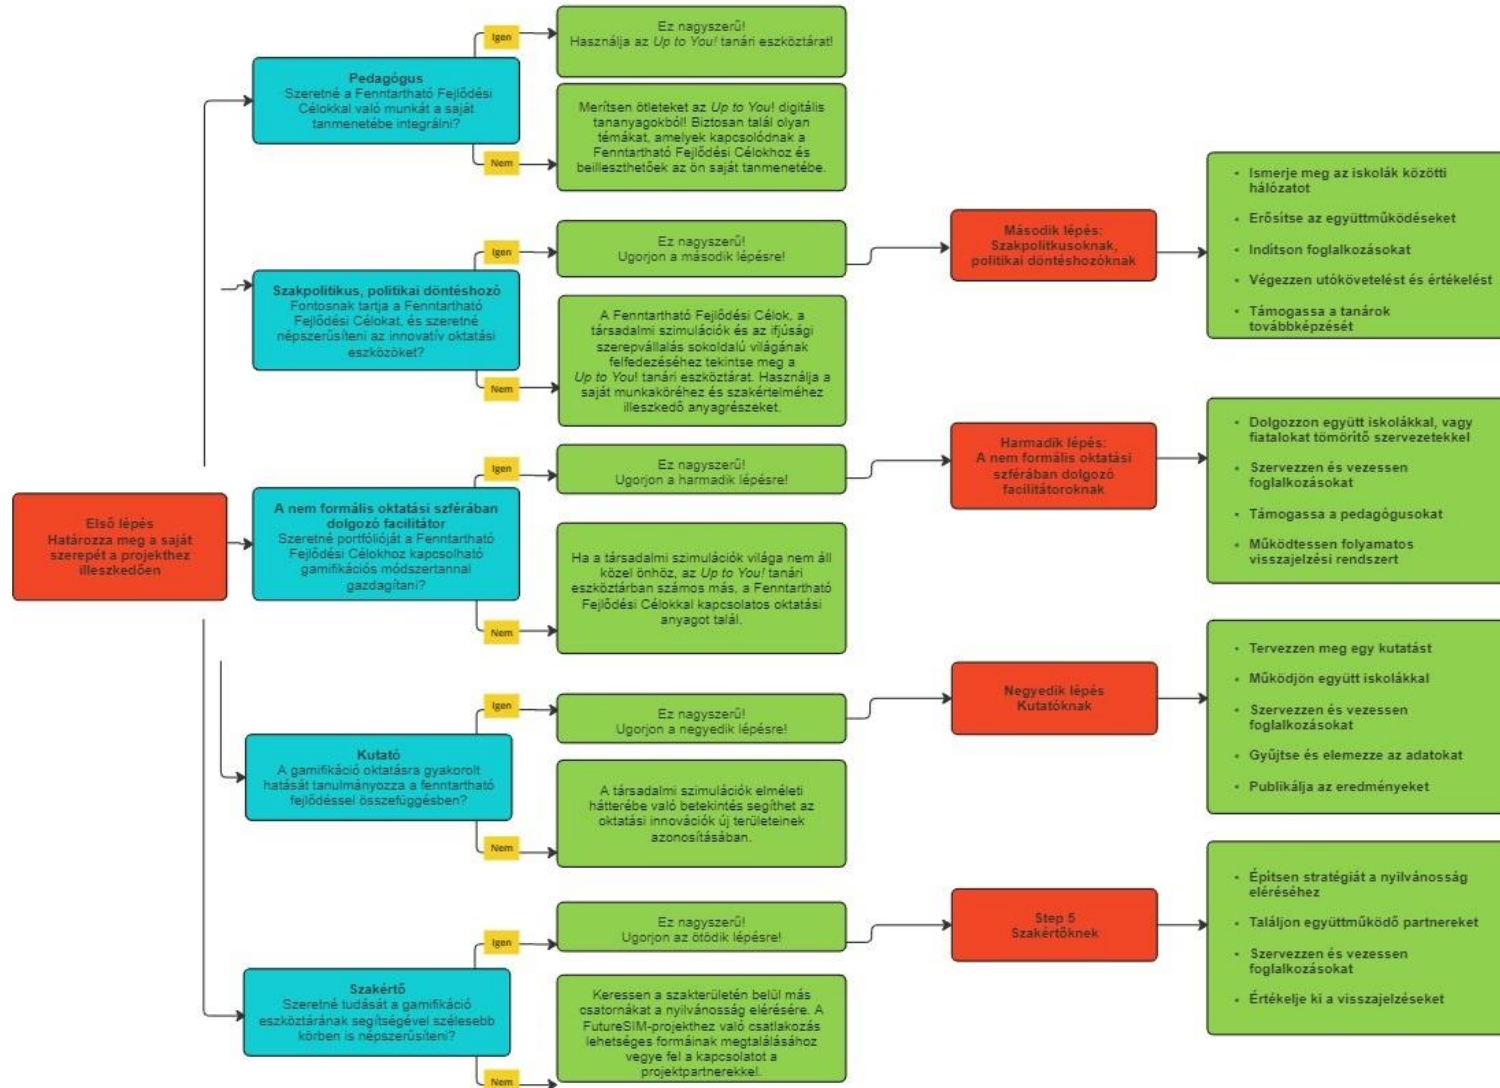 Első lépés
Határozza meg a saját
szerepét a projekthez
illeszkedően
Pedagógus
Szeretné a Fenntartható Fejlődési
Célokkal való munkát a saját
tanmenetébe integrálni?
Igen
Ez nagyszerű!
Használja az Up to You! tanári eszköztárat!
Nem
Merítsen ötleteket az Up to You! digitális
tananyagokból! Biztosan talál olyan
témákat, amelyek kapcsolódnak a
Fenntartható Fejlődési Célokhoz és
beilleszthetőek az ön saját tanmenetébe.
Szakpolitikus, politikai döntéshozó
Fontosnak tartja a Fenntartható
Fejlődési Célokat, és szeretné
népszerűsíteni az innovatív oktatási
eszközöket?
Igen
Ez nagyszerű!
Ugorjon a második lépésre!
Nem
A Fenntartható Fejlődési Célok, a
társadalmi szimulációk és az ifjúsági
szerepvállalás sokoldalú világának
felfedezéséhez tekintse meg a
Up to You! tanári eszköztárat. Használja a
saját munkaköréhez és szakértelméhez
illeszkedő anyagrészeket.
Második lépés:
Szakpolitkusoknak,
politikai döntéshozóknak
• Ismerje meg az iskolák közötti
hálózatot
• Erősítse az együttműködéseket
• Indítson foglalkozásokat
• Végezzen utókövetelést és értékelést
• Támogassa a tanárok
továbbképzését
A nem formális oktatási szférában
dolgozó facilitátor
Szeretné portfólióját a Fenntartható
Fejlődési Célokhoz kapcsolható
gamifikációs módszertannal
gazdagítani?
Igen
Ez nagyszerű!
Ugorjon a harmadik lépésre!
Nem
Ha a társadalmi szimulációk világa nem áll
közel önhöz, az Up to You! tanári
eszköztárban számos más, a Fenntartható
Fejlődési Célokkal kapcsolatos oktatási
anyagot talál.
Harmadik lépés:
A nem formális oktatási
szférában dolgozó
facilitátoroknak
• Dolgozzon együtt iskolákkal, vagy
fiatalokat tömörítő szervezetekkel
• Szervezzen és vezessen
foglalkozásokat
• Támogassa a pedagógusokat
• Működtessen folyamatos
visszajelzési rendszert
Kutató
A gamifikáció oktatásra gyakorolt
hatását tanulmányozza a fenntartható
fejlődéssel összefüggésben?
Igen
Ez nagyszerű!
Ugorjon a negyedik lépésre!
Nem
A társadalmi szimulációk elméleti
hátterébe való betekintés segíthet az
oktatási innovációk új területeinek
azonosításában.
Negyedik lépés
Kutatóknak
• Tervezzen meg egy kutatást
• Működjön együtt iskolákkal
• Szervezzen és vezessen
foglalkozásokat
• Gyűjtse és elemezze az adatokat
• Publikálja az eredményeket
Szakértő
Szeretné tudását a gamifikáció
eszköztárának segítségével szélesebb
körben is népszerűsíteni?
Igen
Ez nagyszerű!
Ugorjon az ötödik lépésre!
Nem
Keressen a szakterületén belül más
csatornákat a nyilvánosság elérésére. A
FutureSIM-projekthez való csatlakozás
lehetséges formáinak megtalálásához
vegye fel a kapcsolatot a
projektpartnerekkel.
Step 5
Szakértőknek
• Építsen stratégiát a nyilvánosság
eléréséhez
• Találjon együttműködő partnereket
• Szervezzen és vezessen
foglalkozásokat
• Értékelje ki a visszajelzéseket